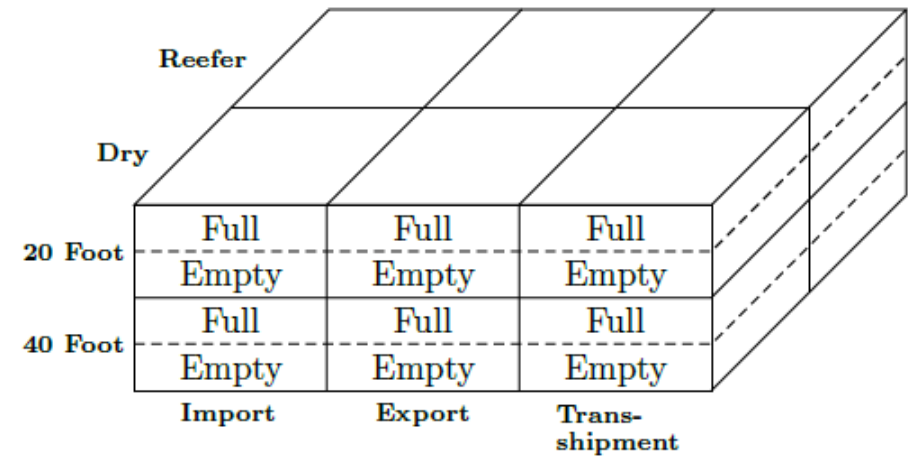 Reefer
Dry
Full Full Full
20 Foot
Empty Empty Empty
Full Full Full
40 Foot
Empty Empty Empty
Import Export Trans-
shipment